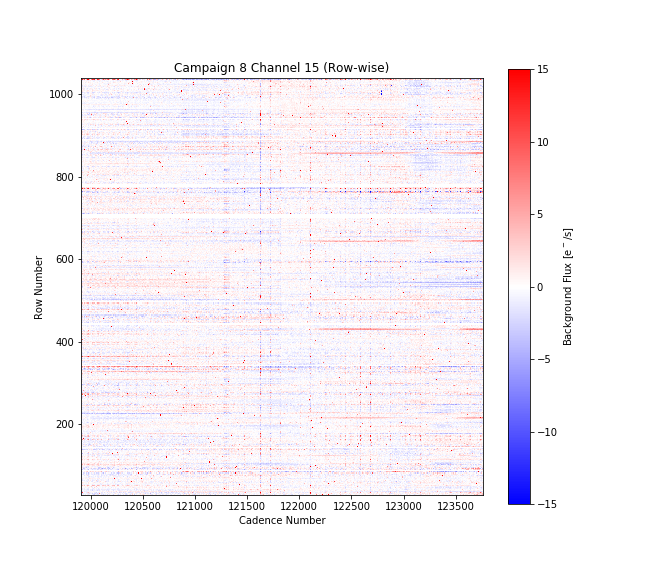 Campaign 8 Channel 15 (Row-wise)
1000
800
600
400
200
Row Number
120000 120500 121000 121500 122000 122500 123000 123500
Cadence Number
15
10
5
0
−5
−10
−15
Background Flux [e⁻/s]